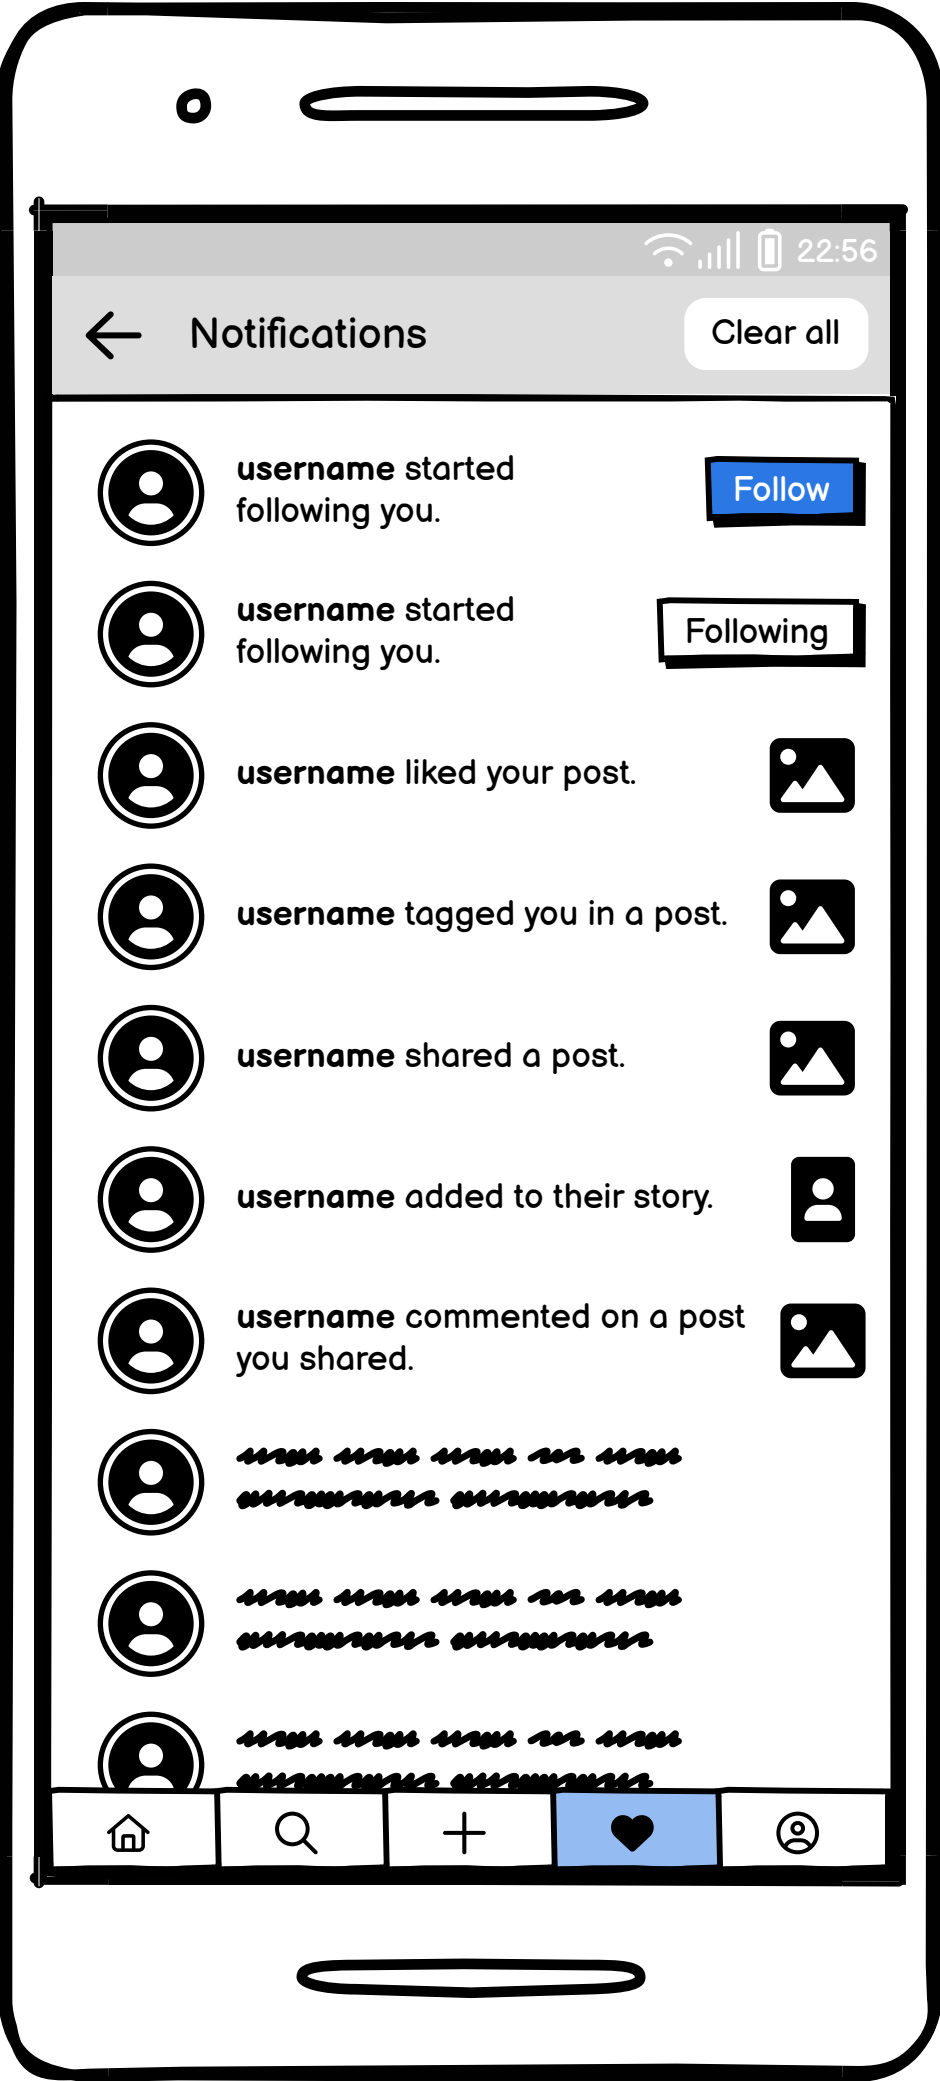 22:56
Notifications
Clear all
username started
following you.
Follow
username started
following you.
Following
username liked your post.
username tagged you in a post.
username shared a post.
username added to their story.
username commented on a post
you shared.